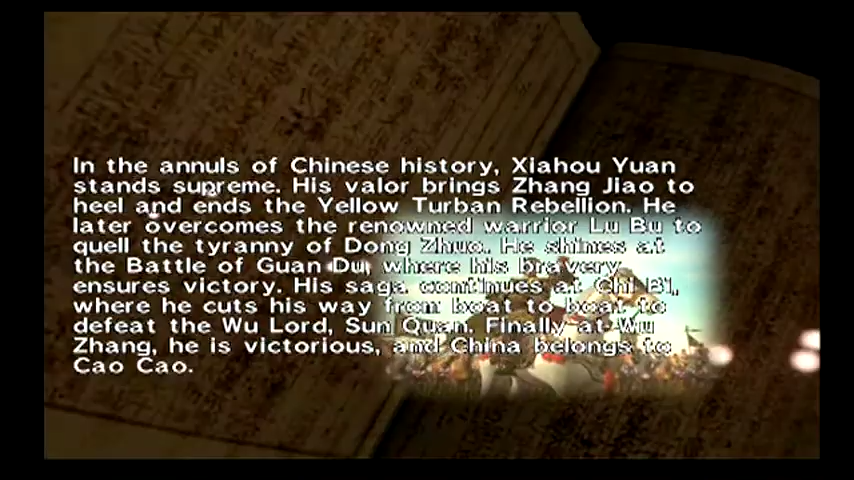 In the annuls of Chinese history, Xiahou Yuan
stands supreme. His valor brings Zhang Jiao to
heel and ends the Yellow Turban Rebellion. He
later overcomes the renowned warrior Lu Bu to
quell the tyranny of Dong Zhuo. He shines at
the Battle of Guan Du, where his bravery
ensures victory. His saga continues at Chi Bi,
where he cuts his way from boat to boat to
defeat the Wu Lord, Sun Quan. Finally at Wu
Zhang, he is victorious, and China belongs to
Cao Cao.